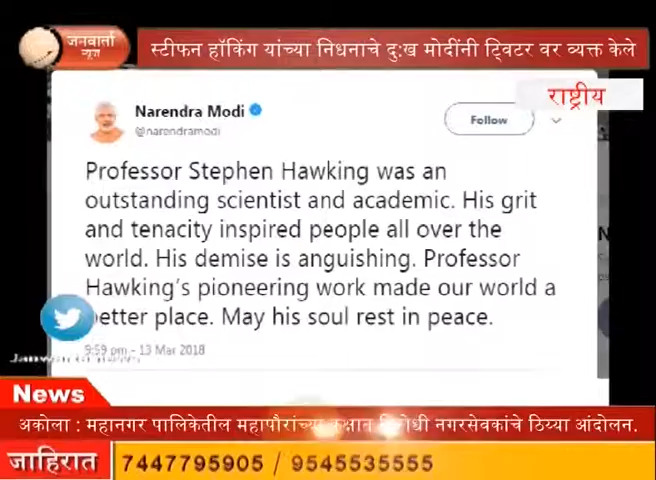 जनवार्ता
न्यूज
स्टीफन हॉकिंग यांच्या निधनाचे दु:ख मोदींनी ट्विटर वर व्यक्त केले
राष्ट्रीय
Narendra Modi
@narendramodi
Follow
Professor Stephen Hawking was an
outstanding scientist and academic. His grit
and tenacity inspired people all over the
world. His demise is anguishing. Professor
Hawking's pioneering work made our world a
better place. May his soul rest in peace.
9:59 pm - 13 Mar 2018
News
अकोला : महानगर पालिकेतील महापौरांच्या कक्षात विरोधी नगरसेवकांचे ठिय्या आंदोलन.
जाहिरात
7447795905 / 9545535555